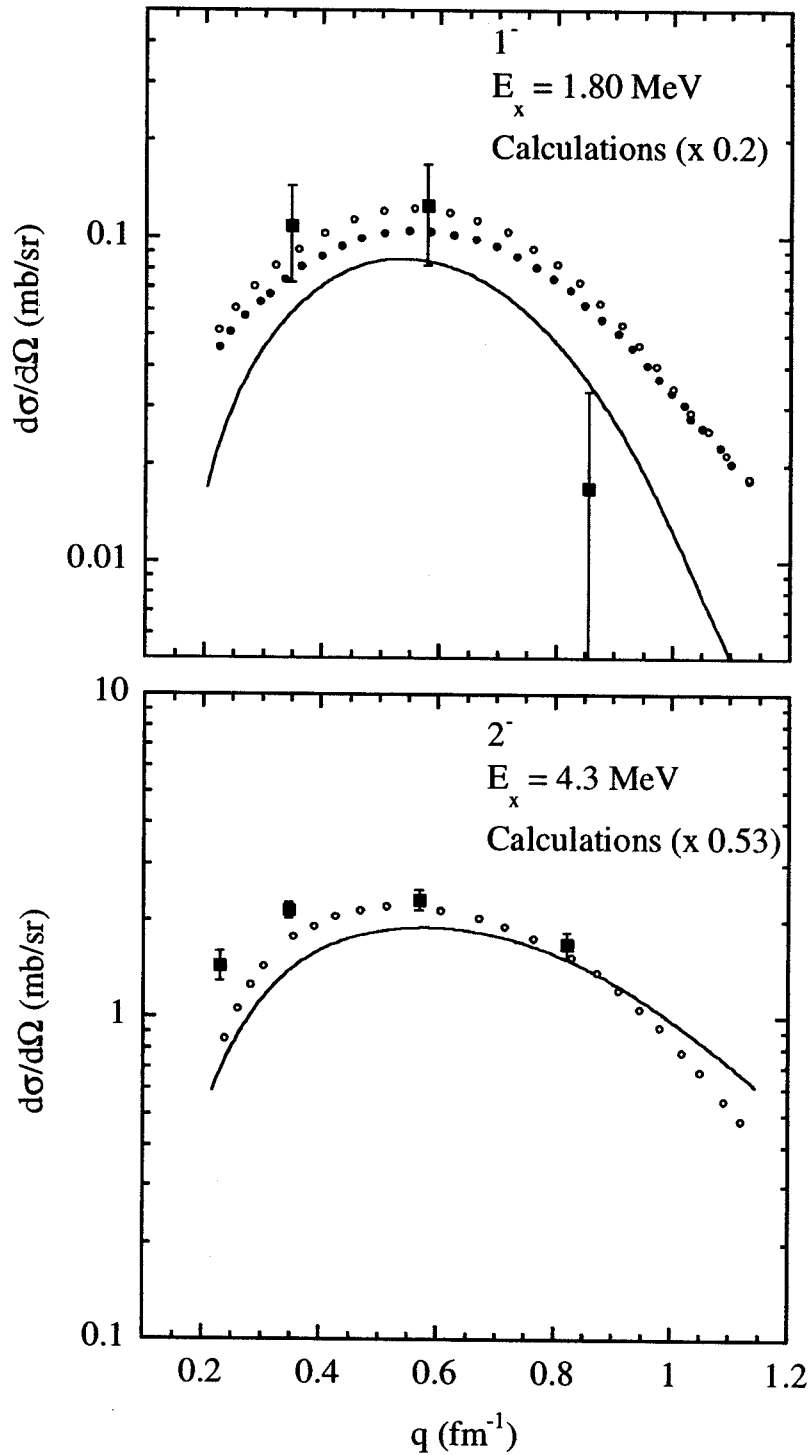 1⁻
Eₓ = 1.80 MeV
Calculations (x 0.2)
0.1
0.01
dσ/dΩ (mb/sr)
2⁻
Eₓ = 4.3 MeV
Calculations (x 0.53)
10
1
0.1
dσ/dΩ (mb/sr)
0.2 0.4 0.6 0.8 1 1.2
q (fm⁻¹)